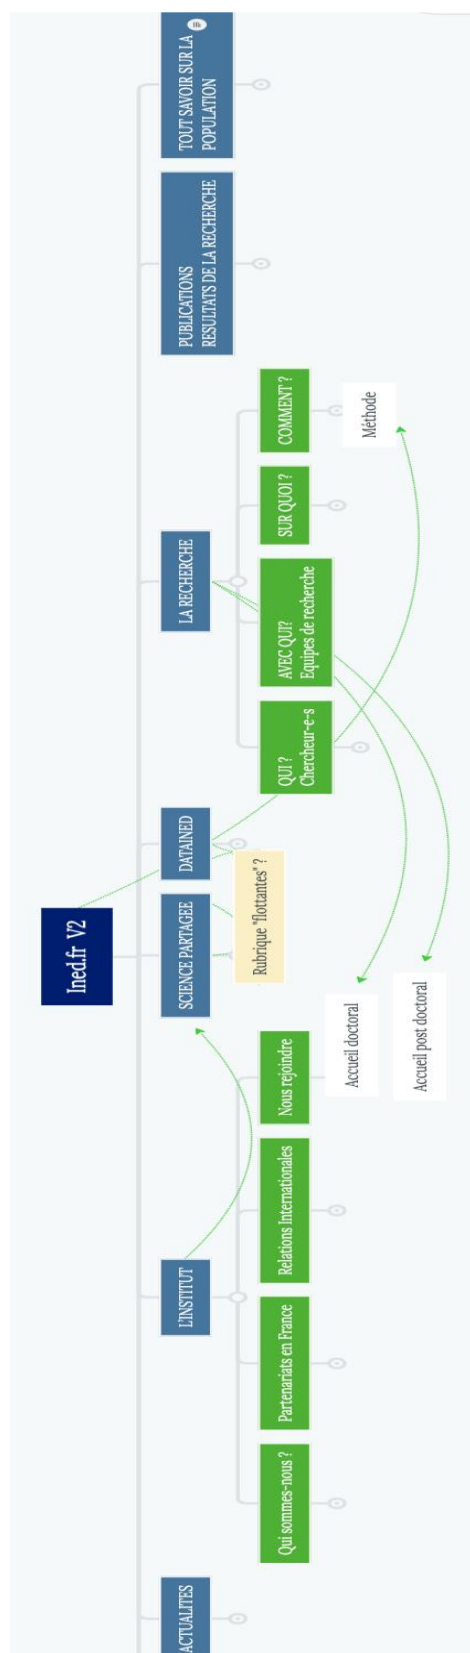 Ined.fr V2
ACTUALITES
L'INSTITUT
Qui sommes-nous ?
Partenariats en France
Relations Internationales
Nous rejoindre
Accueil doctoral
Accueil post doctoral
SCIENCE PARTAGEE
DATAINED
Rubrique "flottantes" ?
LA RECHERCHE
QUI ?
Chercheur-e-s
AVEC QUI?
Equipes de recherche
SUR QUOI ?
COMMENT ?
Méthode
PUBLICATIONS
RESULTATS DE LA RECHERCHE
TOUT SAVOIR SUR LA
POPULATION